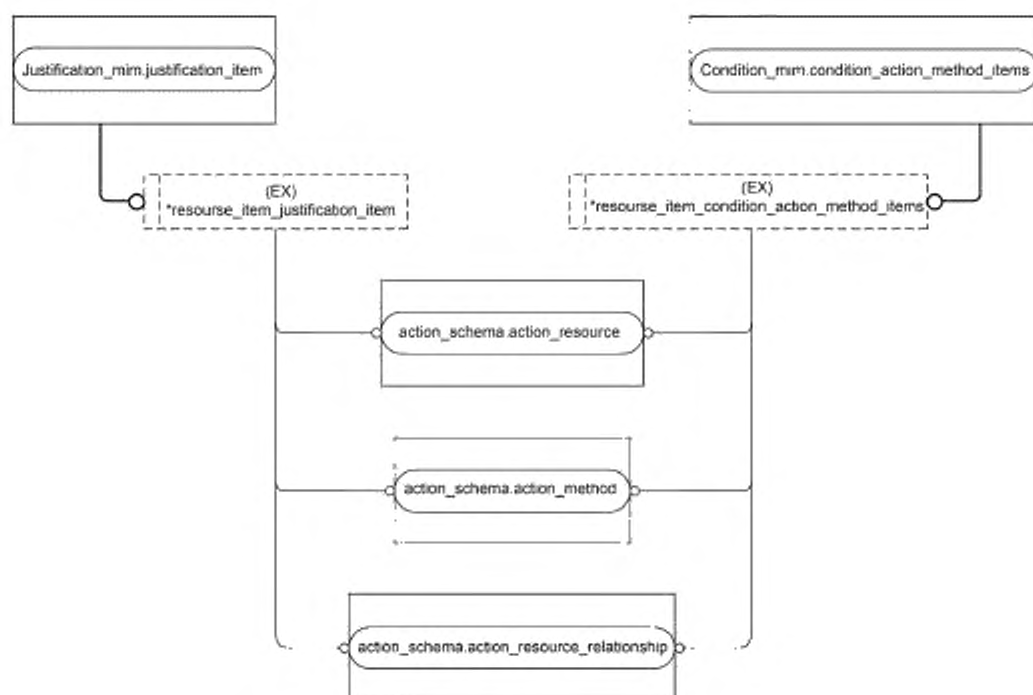 Justification_mim.justification_item
Condition_mim.condition_action_method_items
(EX)
*resourse_item_justification_item
(EX)
*resourse_item_condition_action_method_items
action_schema.action_resource
action_schema.action_method
action_schema.action_resource_relationship